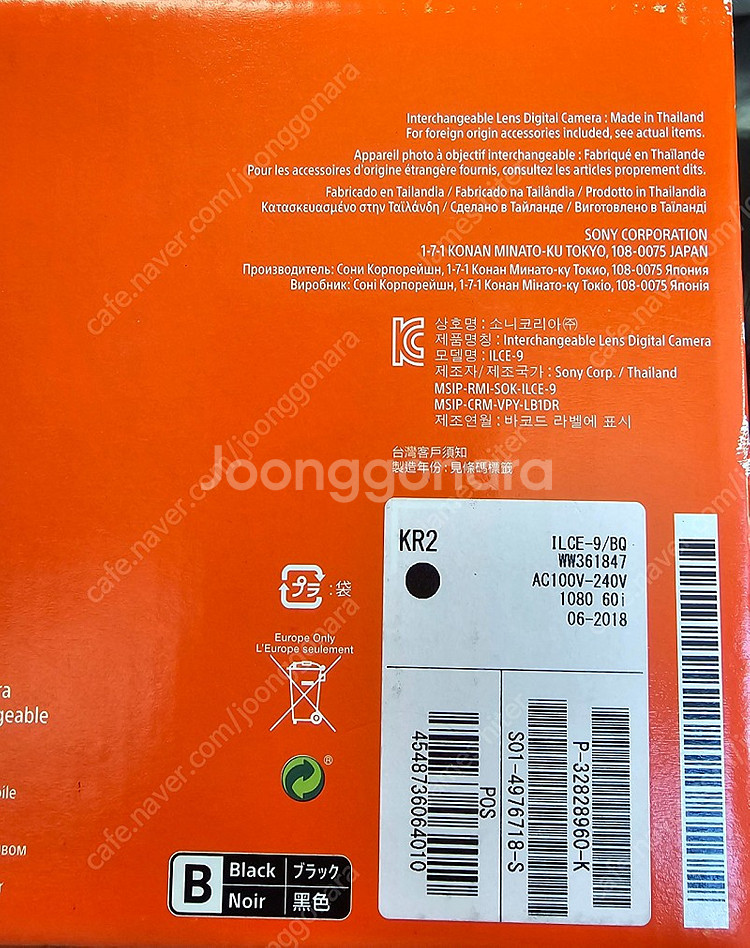 Interchangeable Lens Digital Camera : Made in Thailand
For foreign origin accessories included, see actual items.
Appareil photo à objectif interchangeable : Fabriqué en Thaïlande
Pour les accessoires d'origine étrangère fournis, consultez les articles proprement dits.
Fabricado en Tailandia / Fabricado na Tailândia / Prodotto in Thailandia
Κατασκευασμένο στην Ταϊλάνδη / Сделано в Таиланде / Виготовлено в Таїланді
SONY CORPORATION
1-7-1 KONAN MINATO-KU TOKYO, 108-0075 JAPAN
Производитель: Сони Корпорейшн, 1-7-1 Конан Минато-ку Токио, 108-0075 Япония
Виробник: Соні Корпорейшн, 1-7-1 Конан Мінато-ку Токіо, 108-0075 Японія
상호명 : 소니코리아㈜
제품명칭 : Interchangeable Lens Digital Camera
모델명 : ILCE-9
제조자/ 제조국가 : Sony Corp. / Thailand
MSIP-RMI-SOK-ILCE-9
MSIP-CRM-VPY-LB1DR
제조연월 : 바코드 라벨에 표시
台灣客戶須知
製造年份 : 見條碼標籤
Joonggonara
KR2
ILCE-9/BQ
WW361847
AC100V-240V
1080 60i
06-2018
プラ : 袋
Europe Only
L'Europe seulement
ra
geable
bile
UBOM
r
4548736064010
POS
S01-4976718-S
P-32828960-K
B
Black ブラック
Noir 黑色
cafe.naver.com/joonggonara